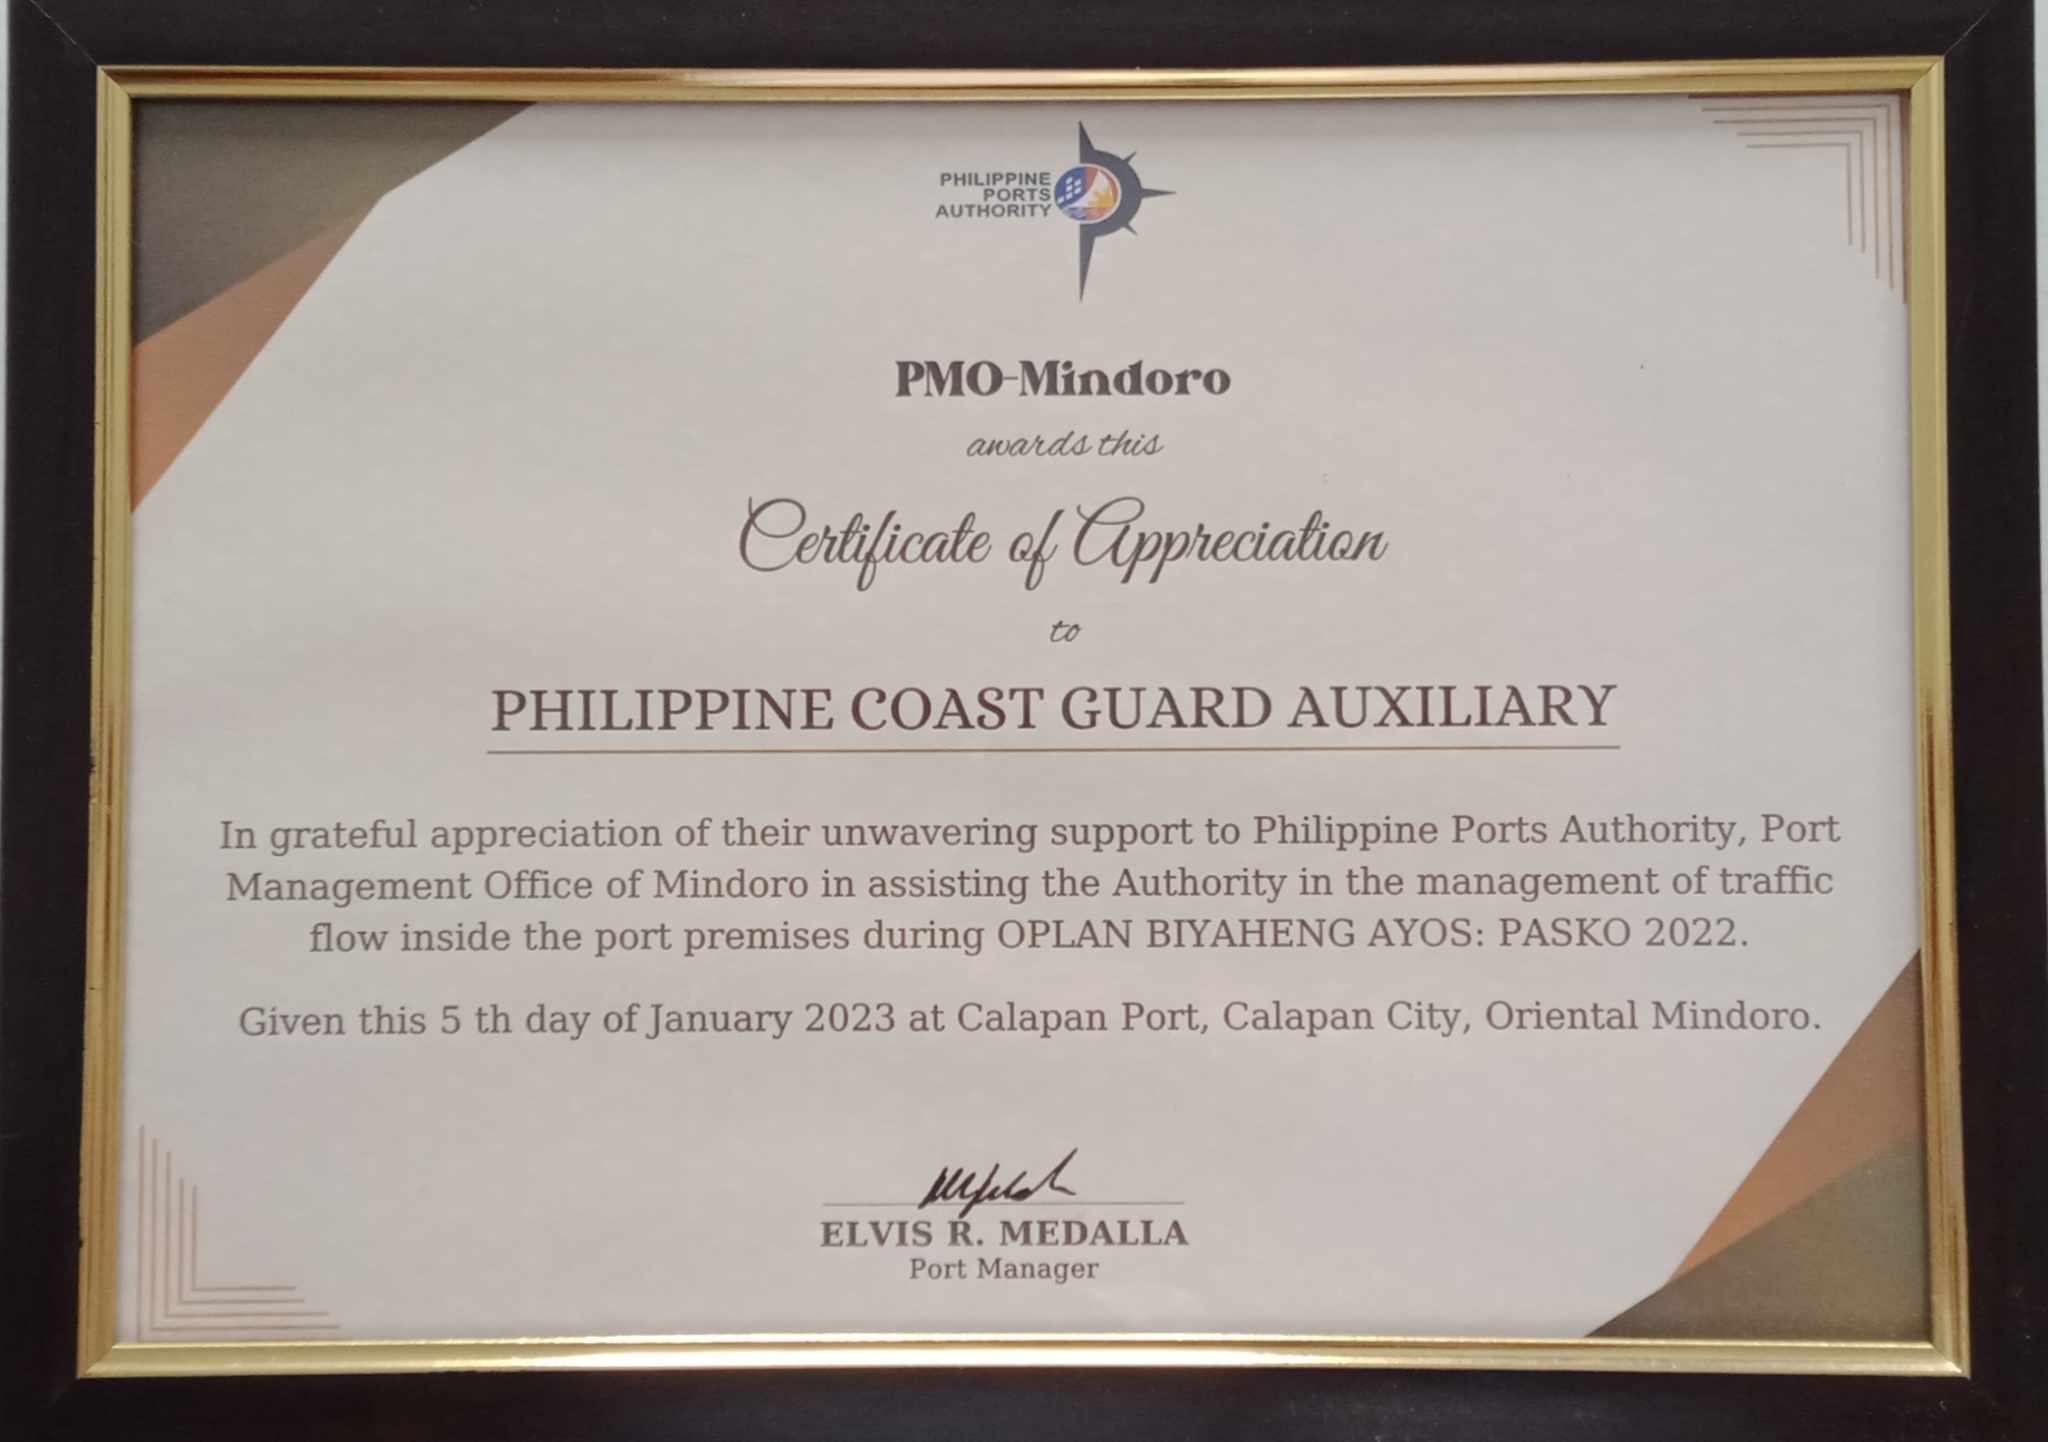 PHILIPPINE
PORTS
AUTHORITY
PMO-Mindoro
awards this
Certificate of Appreciation
to
PHILIPPINE COAST GUARD AUXILIARY
In grateful appreciation of their unwavering support to Philippine Ports Authority, Port
Management Office of Mindoro in assisting the Authority in the management of traffic
flow inside the port premises during OPLAN BIYAHENG AYOS: PASKO 2022.
Given this 5 th day of January 2023 at Calapan Port, Calapan City, Oriental Mindoro.
ELVIS R. MEDALLA
Port Manager